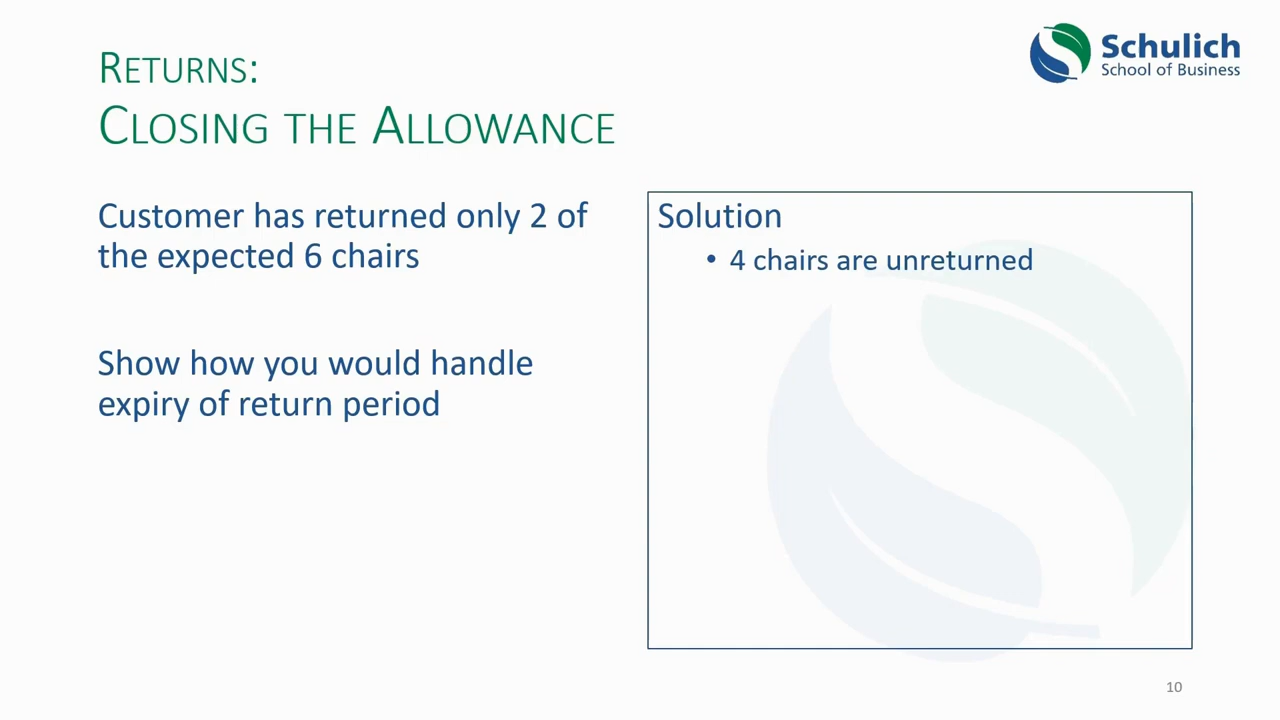 Schulich
School of Business
Returns:
Closing the Allowance
Customer has returned only 2 of
the expected 6 chairs
Show how you would handle
expiry of return period
Solution
• 4 chairs are unreturned
10